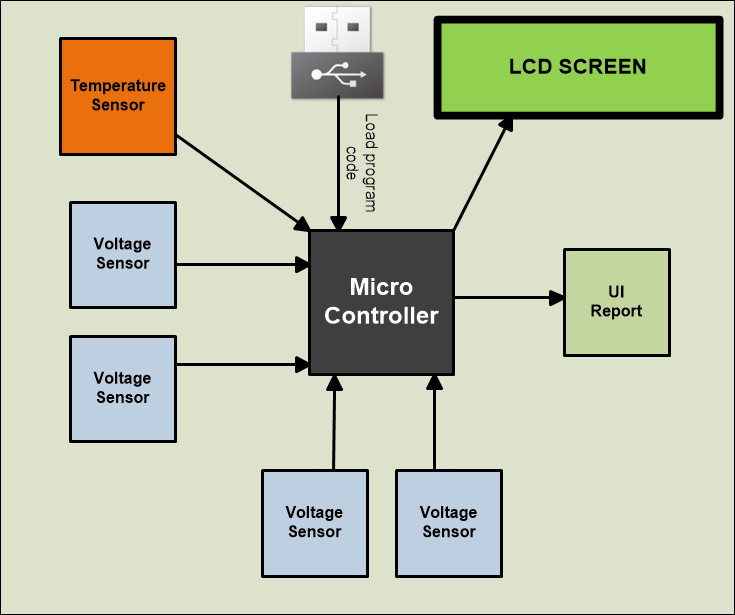 Temperature
Sensor
Load program
code
LCD SCREEN
Voltage
Sensor
Micro
Controller
UI
Report
Voltage
Sensor
Voltage
Sensor
Voltage
Sensor